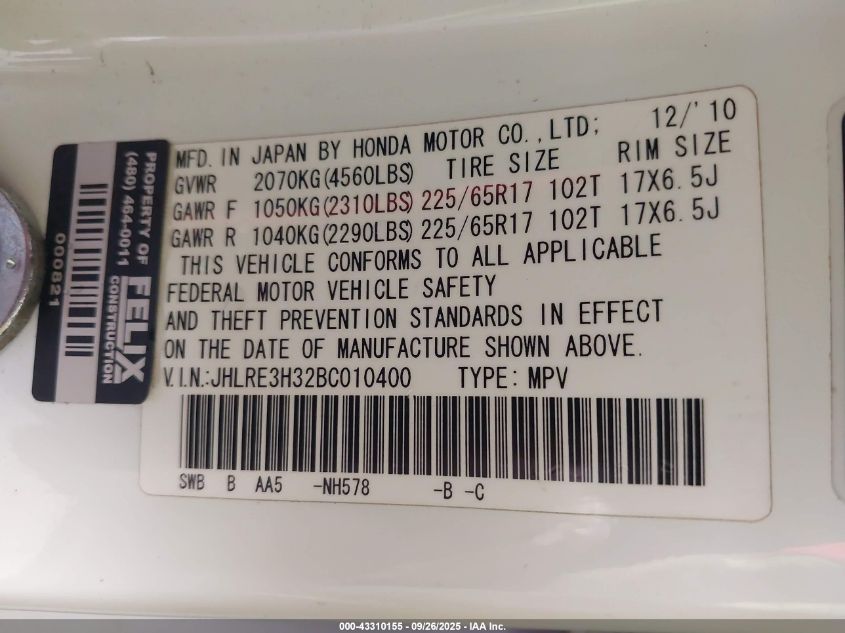 12/'10
MFD. IN JAPAN BY HONDA MOTOR CO.,LTD;
GVWR 2070KG(4560LBS) TIRE SIZE RIM SIZE
GAWR F 1050KG(2310LBS) 225/65R17 102T 17X6.5J
GAWR R 1040KG(2290LBS) 225/65R17 102T 17X6.5J
THIS VEHICLE CONFORMS TO ALL APPLICABLE
FEDERAL MOTOR VEHICLE SAFETY
AND THEFT PREVENTION STANDARDS IN EFFECT
ON THE DATE OF MANUFACTURE SHOWN ABOVE.
V.I.N.:JHLRE3H32BC010400 TYPE: MPV
SWB B AA5 -NH578 -B -C
PROPERTY OF
(480) 464-0011
000821
FELIX
CONSTRUCTION
000-43310155 - 09/26/2025 - IAA Inc.